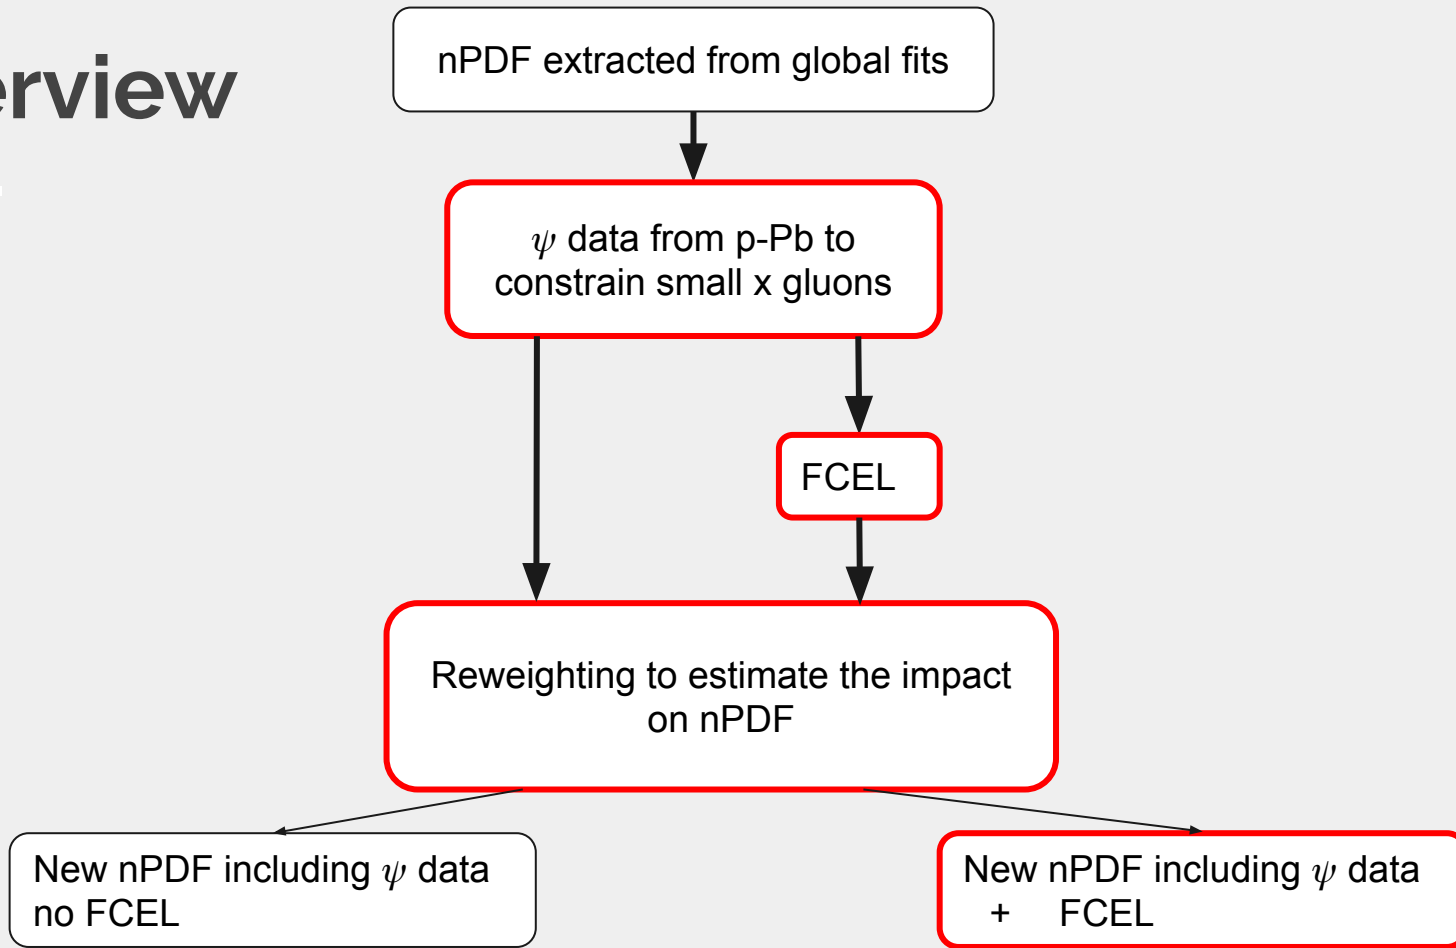 erview
nPDF extracted from global fits
ψ data from p-Pb to
constrain small x gluons
FCEL
Reweighting to estimate the impact
on nPDF
New nPDF including ψ data
no FCEL
New nPDF including ψ data
+ FCEL